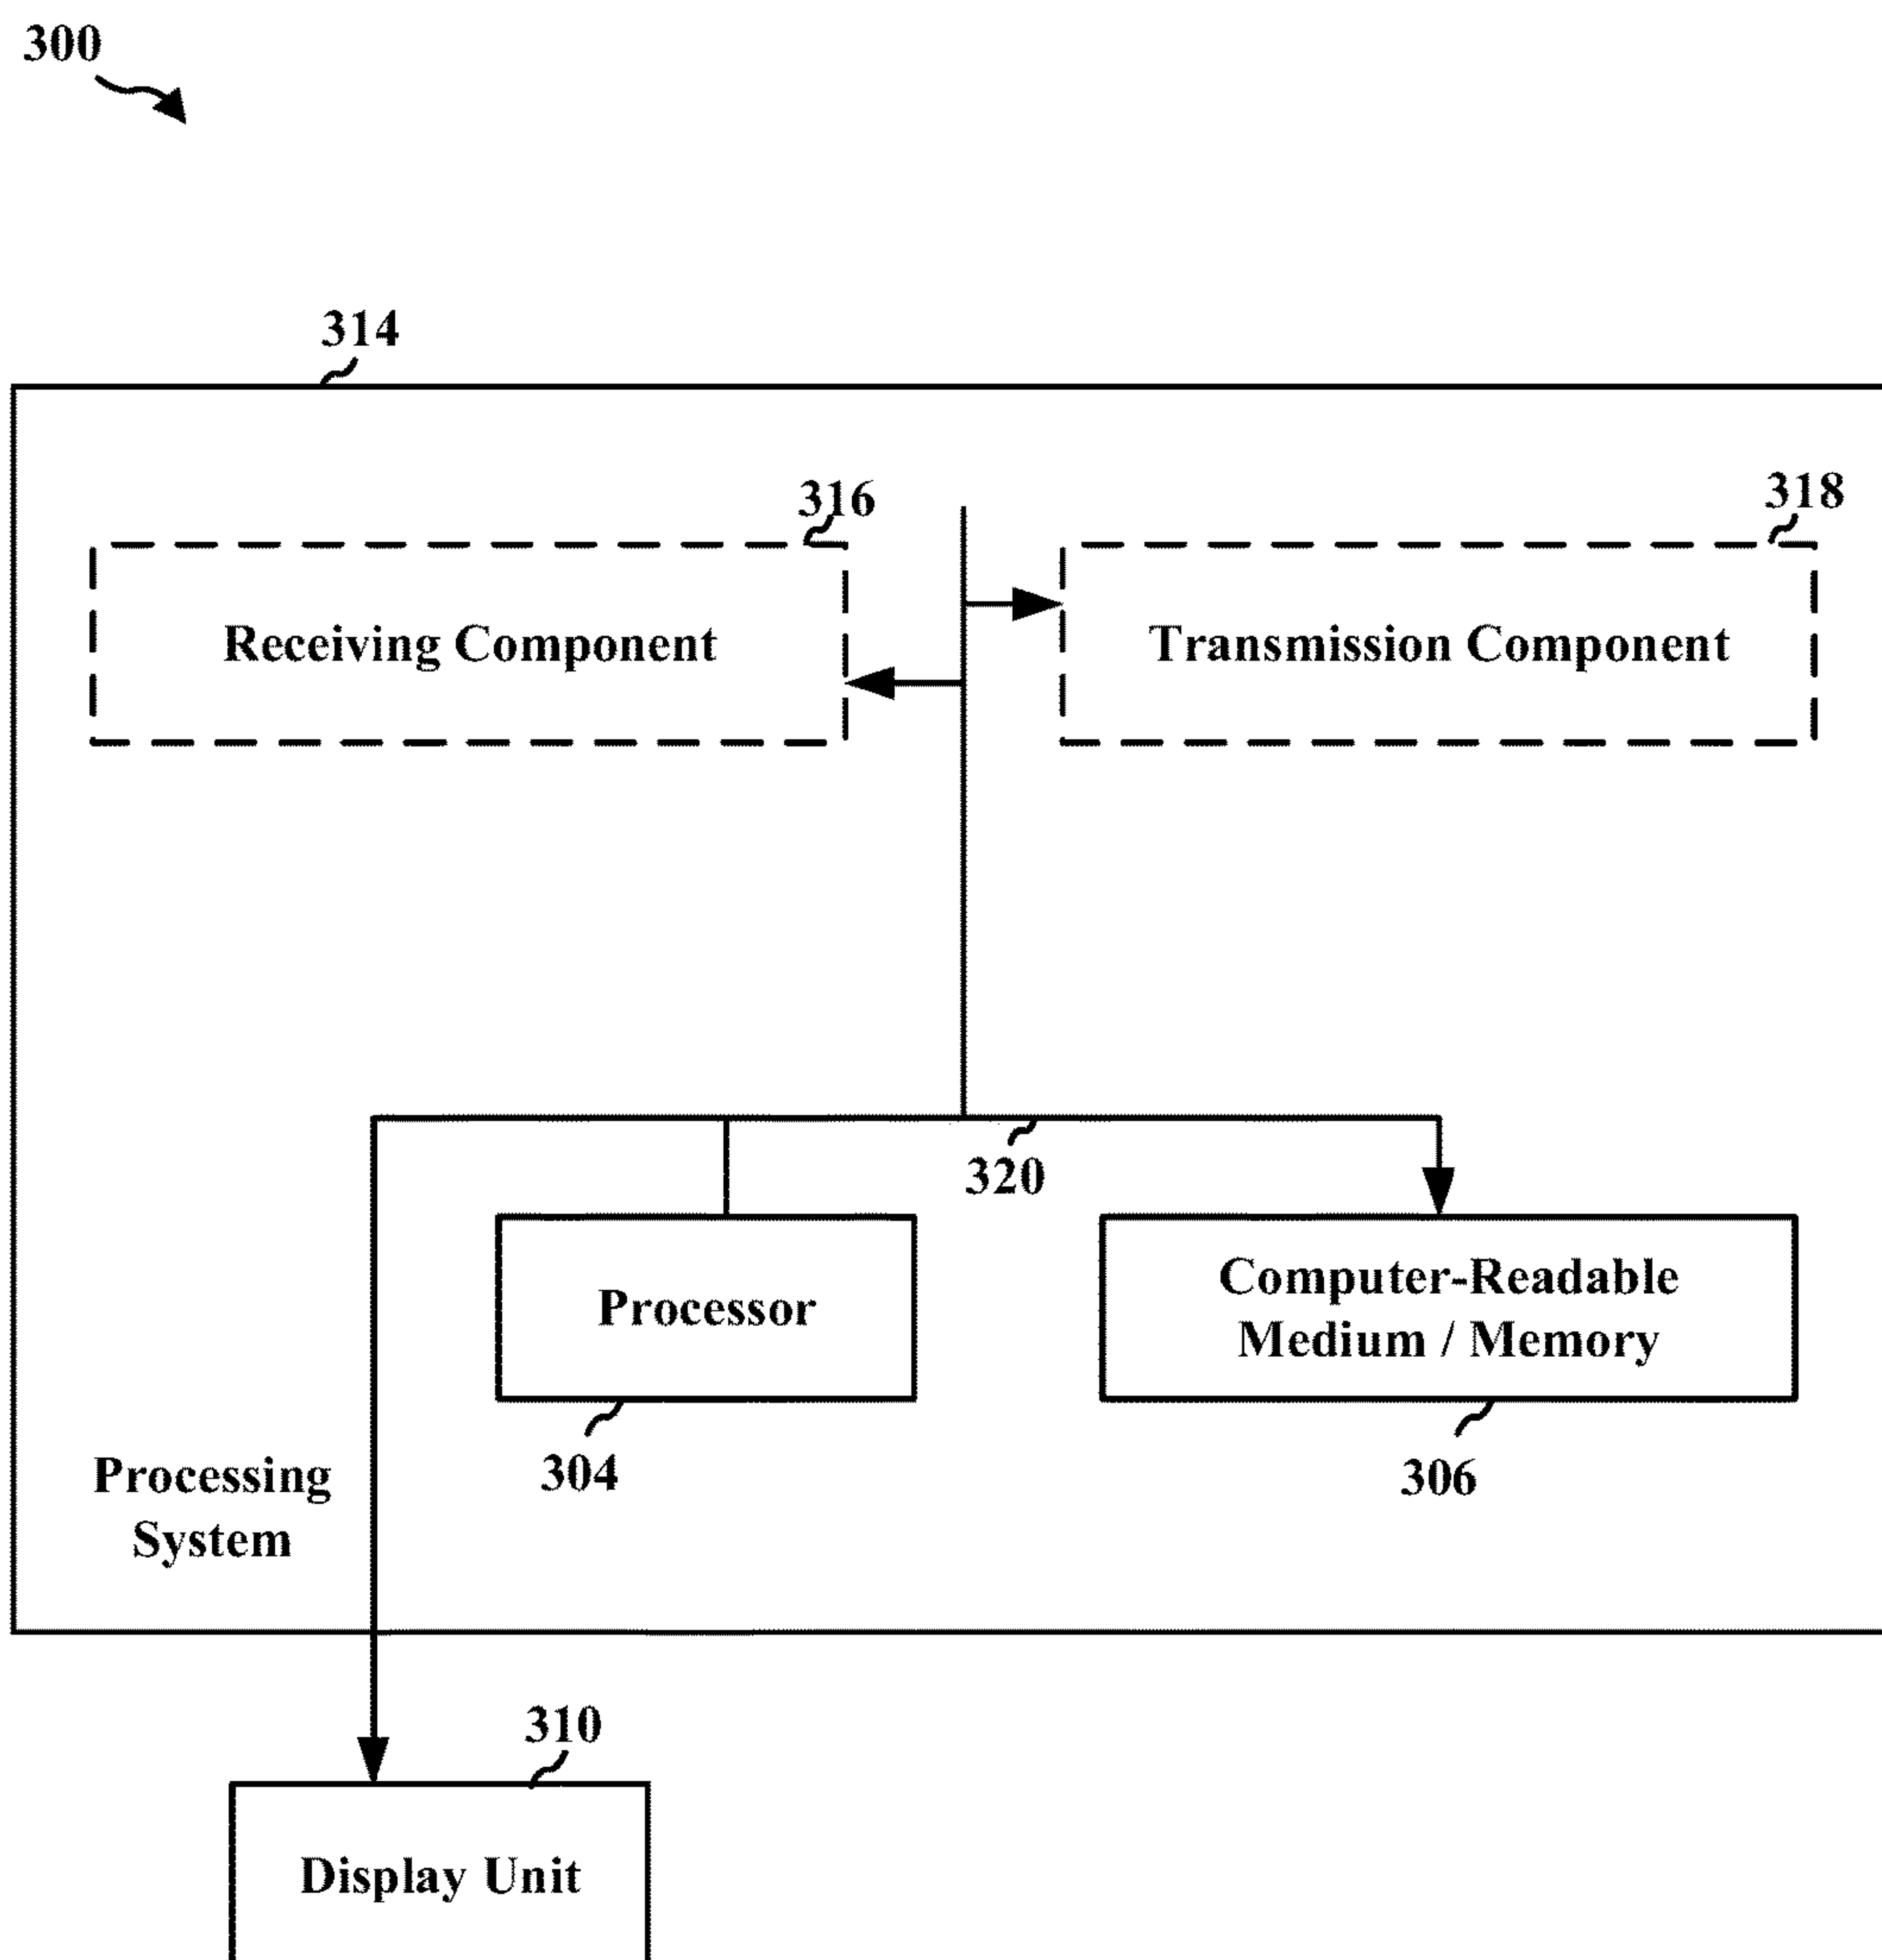 300
314
316
318
Receiving Component
Transmission Component
320
Processor
Computer-Readable
Medium / Memory
304
306
Processing
System
310
Display Unit